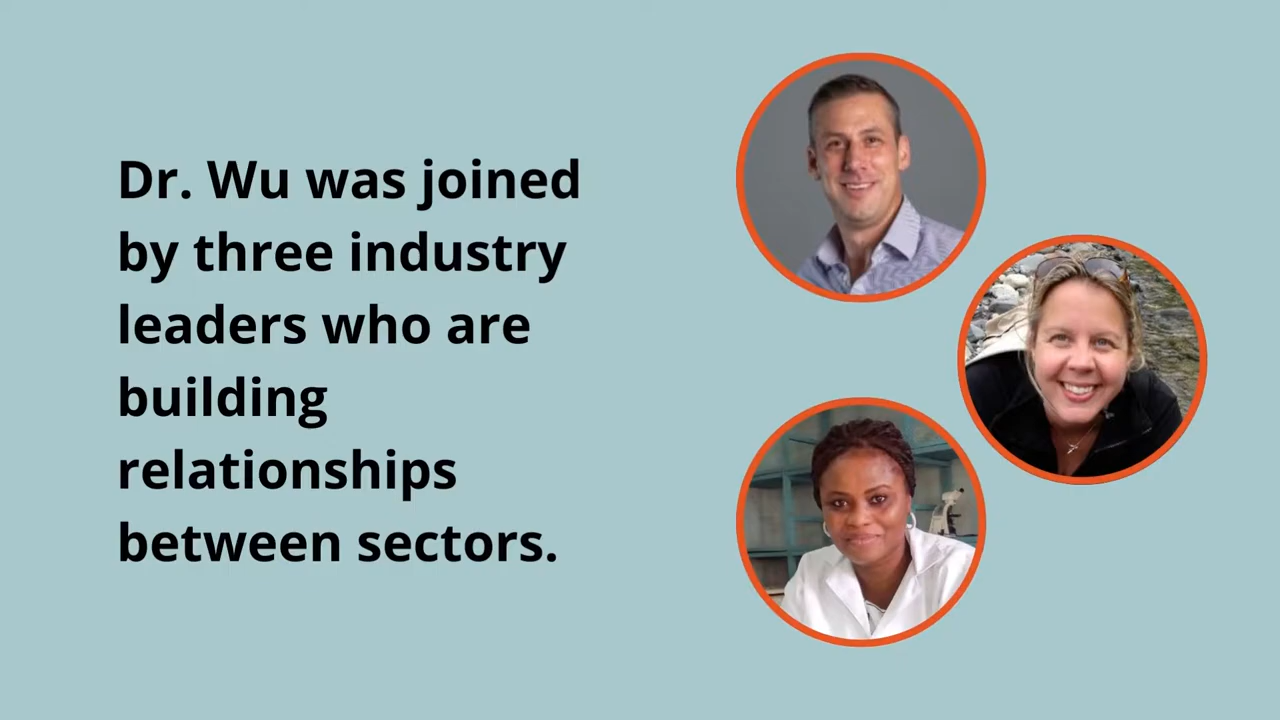 Dr. Wu was joined
by three industry
leaders who are
building
relationships
between sectors.